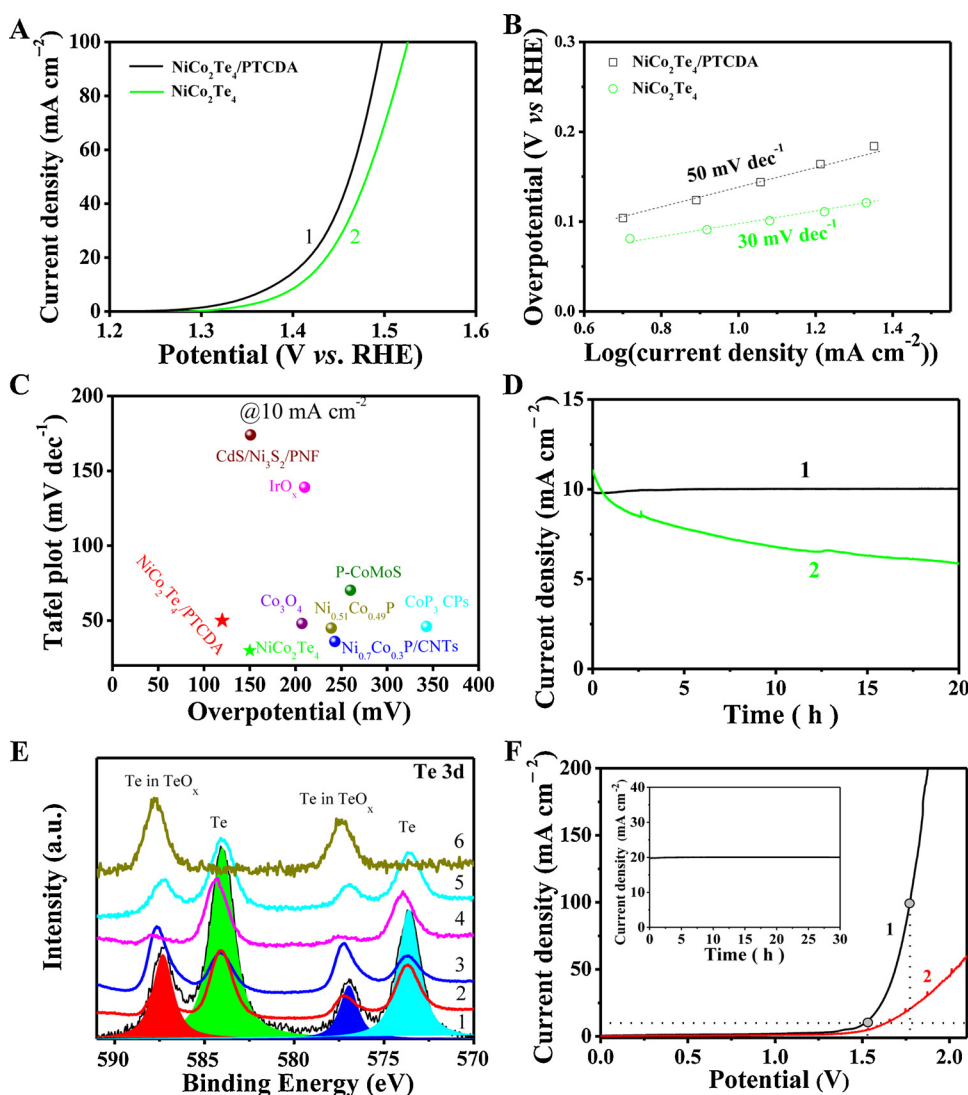 A
Current density (mA cm⁻²)
100
80
60
40
20
0
NiCo₂Te₄/PTCDA
NiCo₂Te₄
1
2
1.2
1.3
1.4
1.5
1.6
Potential (V vs. RHE)
B
Overpotential (V vs RHE)
0.3
0.2
0.1
0.0
NiCo₂Te₄/PTCDA
NiCo₂Te₄
50 mV dec⁻¹
30 mV dec⁻¹
0.6
0.8
1.0
1.2
1.4
Log(current density (mA cm⁻²))
C
Tafel plot (mV dec⁻¹)
200
150
100
50
@10 mA cm⁻²
CdS/Ni₃S₂/PNF
IrOₓ
P-CoMoS
NiCo₂Te₄/PTCDA
Co₃O₄
Ni₀.₅₁Co₀.₄₉P
CoP₃ CPs
NiCo₂Te₄
Ni₀.₇Co₀.₃P/CNTs
0
50
100
150
200
250
300
350
400
Overpotential (mV)
D
Current density (mA cm⁻²)
15
10
5
0
1
2
0
5
10
15
20
Time ( h )
E
Intensity (a.u.)
Te 3d
Te in TeOₓ
Te
Te in TeOₓ
Te
6
5
4
3
2
1
590
585
580
575
570
Binding Energy (eV)
F
Current density (mA cm⁻²)
200
150
100
50
0
Current density (mA cm⁻²)
40
30
20
10
0
0
5
10
15
20
25
30
Time ( h )
1
2
0.0
0.5
1.0
1.5
2.0
Potential (V)